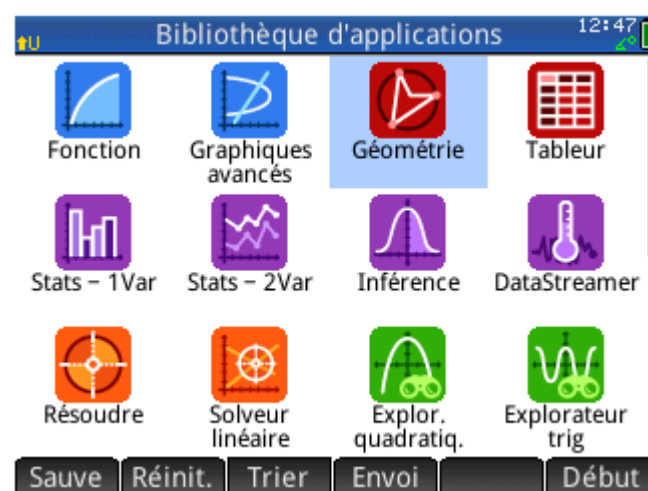 Bibliothèque d'applications
12:47
U
Fonction
Graphiques
avancés
Géométrie
Tableur
Stats – 1Var
Stats – 2Var
Inférence
DataStreamer
Résoudre
Solveur
linéaire
Explor.
quadratiq.
Explorateur
trig
Sauve
Réinit.
Trier
Envoi
Début